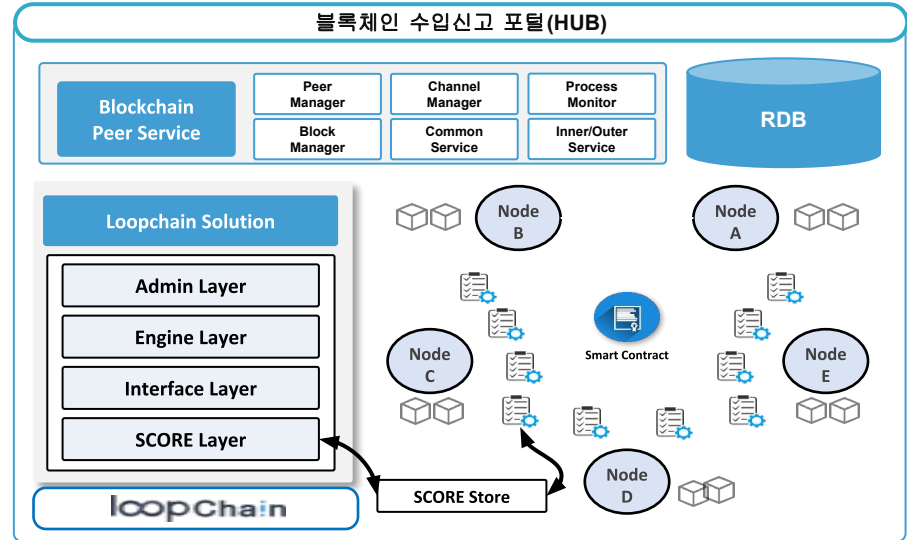 블록체인 수입신고 포털(HUB)
Blockchain
Peer Service
Peer
Manager
Channel
Manager
Process
Monitor
Block
Manager
Common
Service
Inner/Outer
Service
RDB
Loopchain Solution
Admin Layer
Engine Layer
Interface Layer
SCORE Layer
loopchain
Node
B
Node
A
Smart Contract
Node
C
Node
E
Node
D
SCORE Store